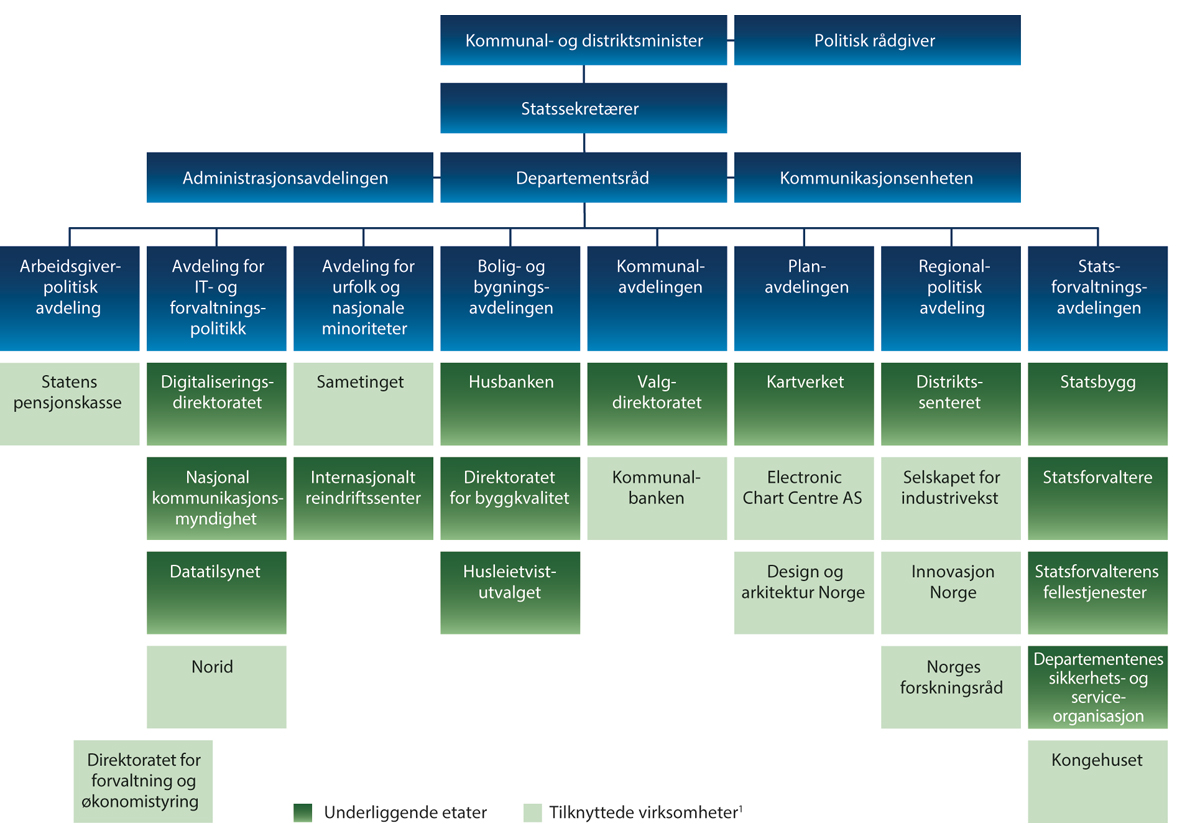 Kommunal- og distriktsminister
Politisk rådgiver
Statssekretærer
Administrasjonsavdelingen
Departementsråd
Kommunikasjonsenheten
Arbeidsgiver-
politisk
avdeling
Avdeling for
IT- og
forvaltnings-
politikk
Avdeling for
urfolk og
nasjonale
minoriteter
Bolig- og
bygnings-
avdelingen
Kommunal-
avdelingen
Plan-
avdelingen
Regional-
politisk
avdeling
Stats-
forvaltnings-
avdelingen
Statens
pensjonskasse
Digitaliserings-
direktoratet
Sametinget
Husbanken
Valg-
direktoratet
Kartverket
Distrikts-
senteret
Statsbygg
Nasjonal
kommunikasjons-
myndighet
Internasjonalt
reindriftssenter
Direktoratet
for byggkvalitet
Kommunal-
banken
Electronic
Chart Centre AS
Selskapet for
industrivekst
Statsforvaltere
Datatilsynet
Husleietvist-
utvalget
Design og
arkitektur Norge
Innovasjon
Norge
Statsforvalterens
fellestjenester
Norid
Norges
forskningsråd
Departementenes
sikkerhets- og
service-
organisasjon
Direktoratet for
forvaltning og
økonomistyring
Kongehuset
Underliggende etater
Tilknyttede virksomheter¹